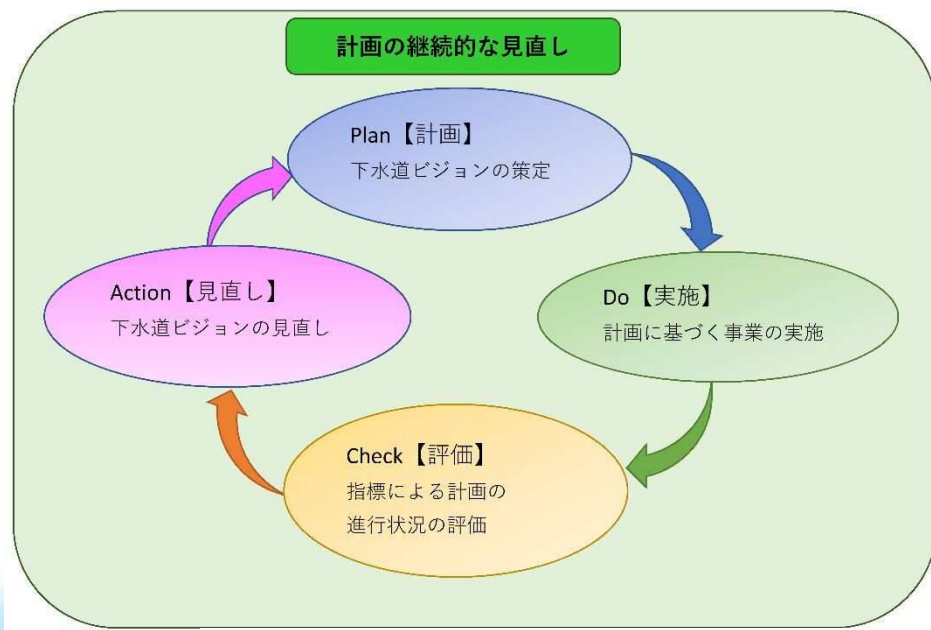 計画の継続的な見直し
Plan【計画】
下水道ビジョンの策定
Do【実施】
計画に基づく事業の実施
Check【評価】
指標による計画の
進行状況の評価
Action【見直し】
下水道ビジョンの見直し